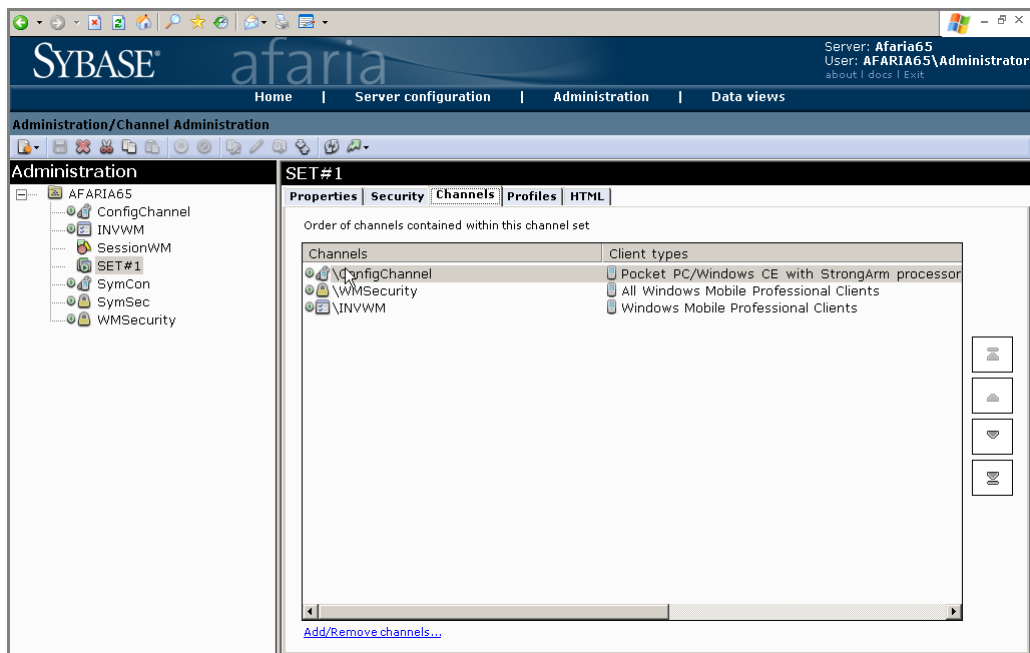 SYBASE®
afaria
Server: Afaria65
User: AFARIA65\Administrator
about | docs | Exit
Home | Server configuration | Administration | Data views
Administration/Channel Administration
Administration
AFARIA65
ConfigChannel
INVWM
SessionWM
SET#1
SymCon
SymSec
WMSecurity
SET#1
Properties | Security | Channels | Profiles | HTML
Order of channels contained within this channel set
Channels Client types
\ConfigChannel Pocket PC/Windows CE with StrongArm processor
\WMSecurity All Windows Mobile Professional Clients
\INVWM Windows Mobile Professional Clients
Add/Remove channels...